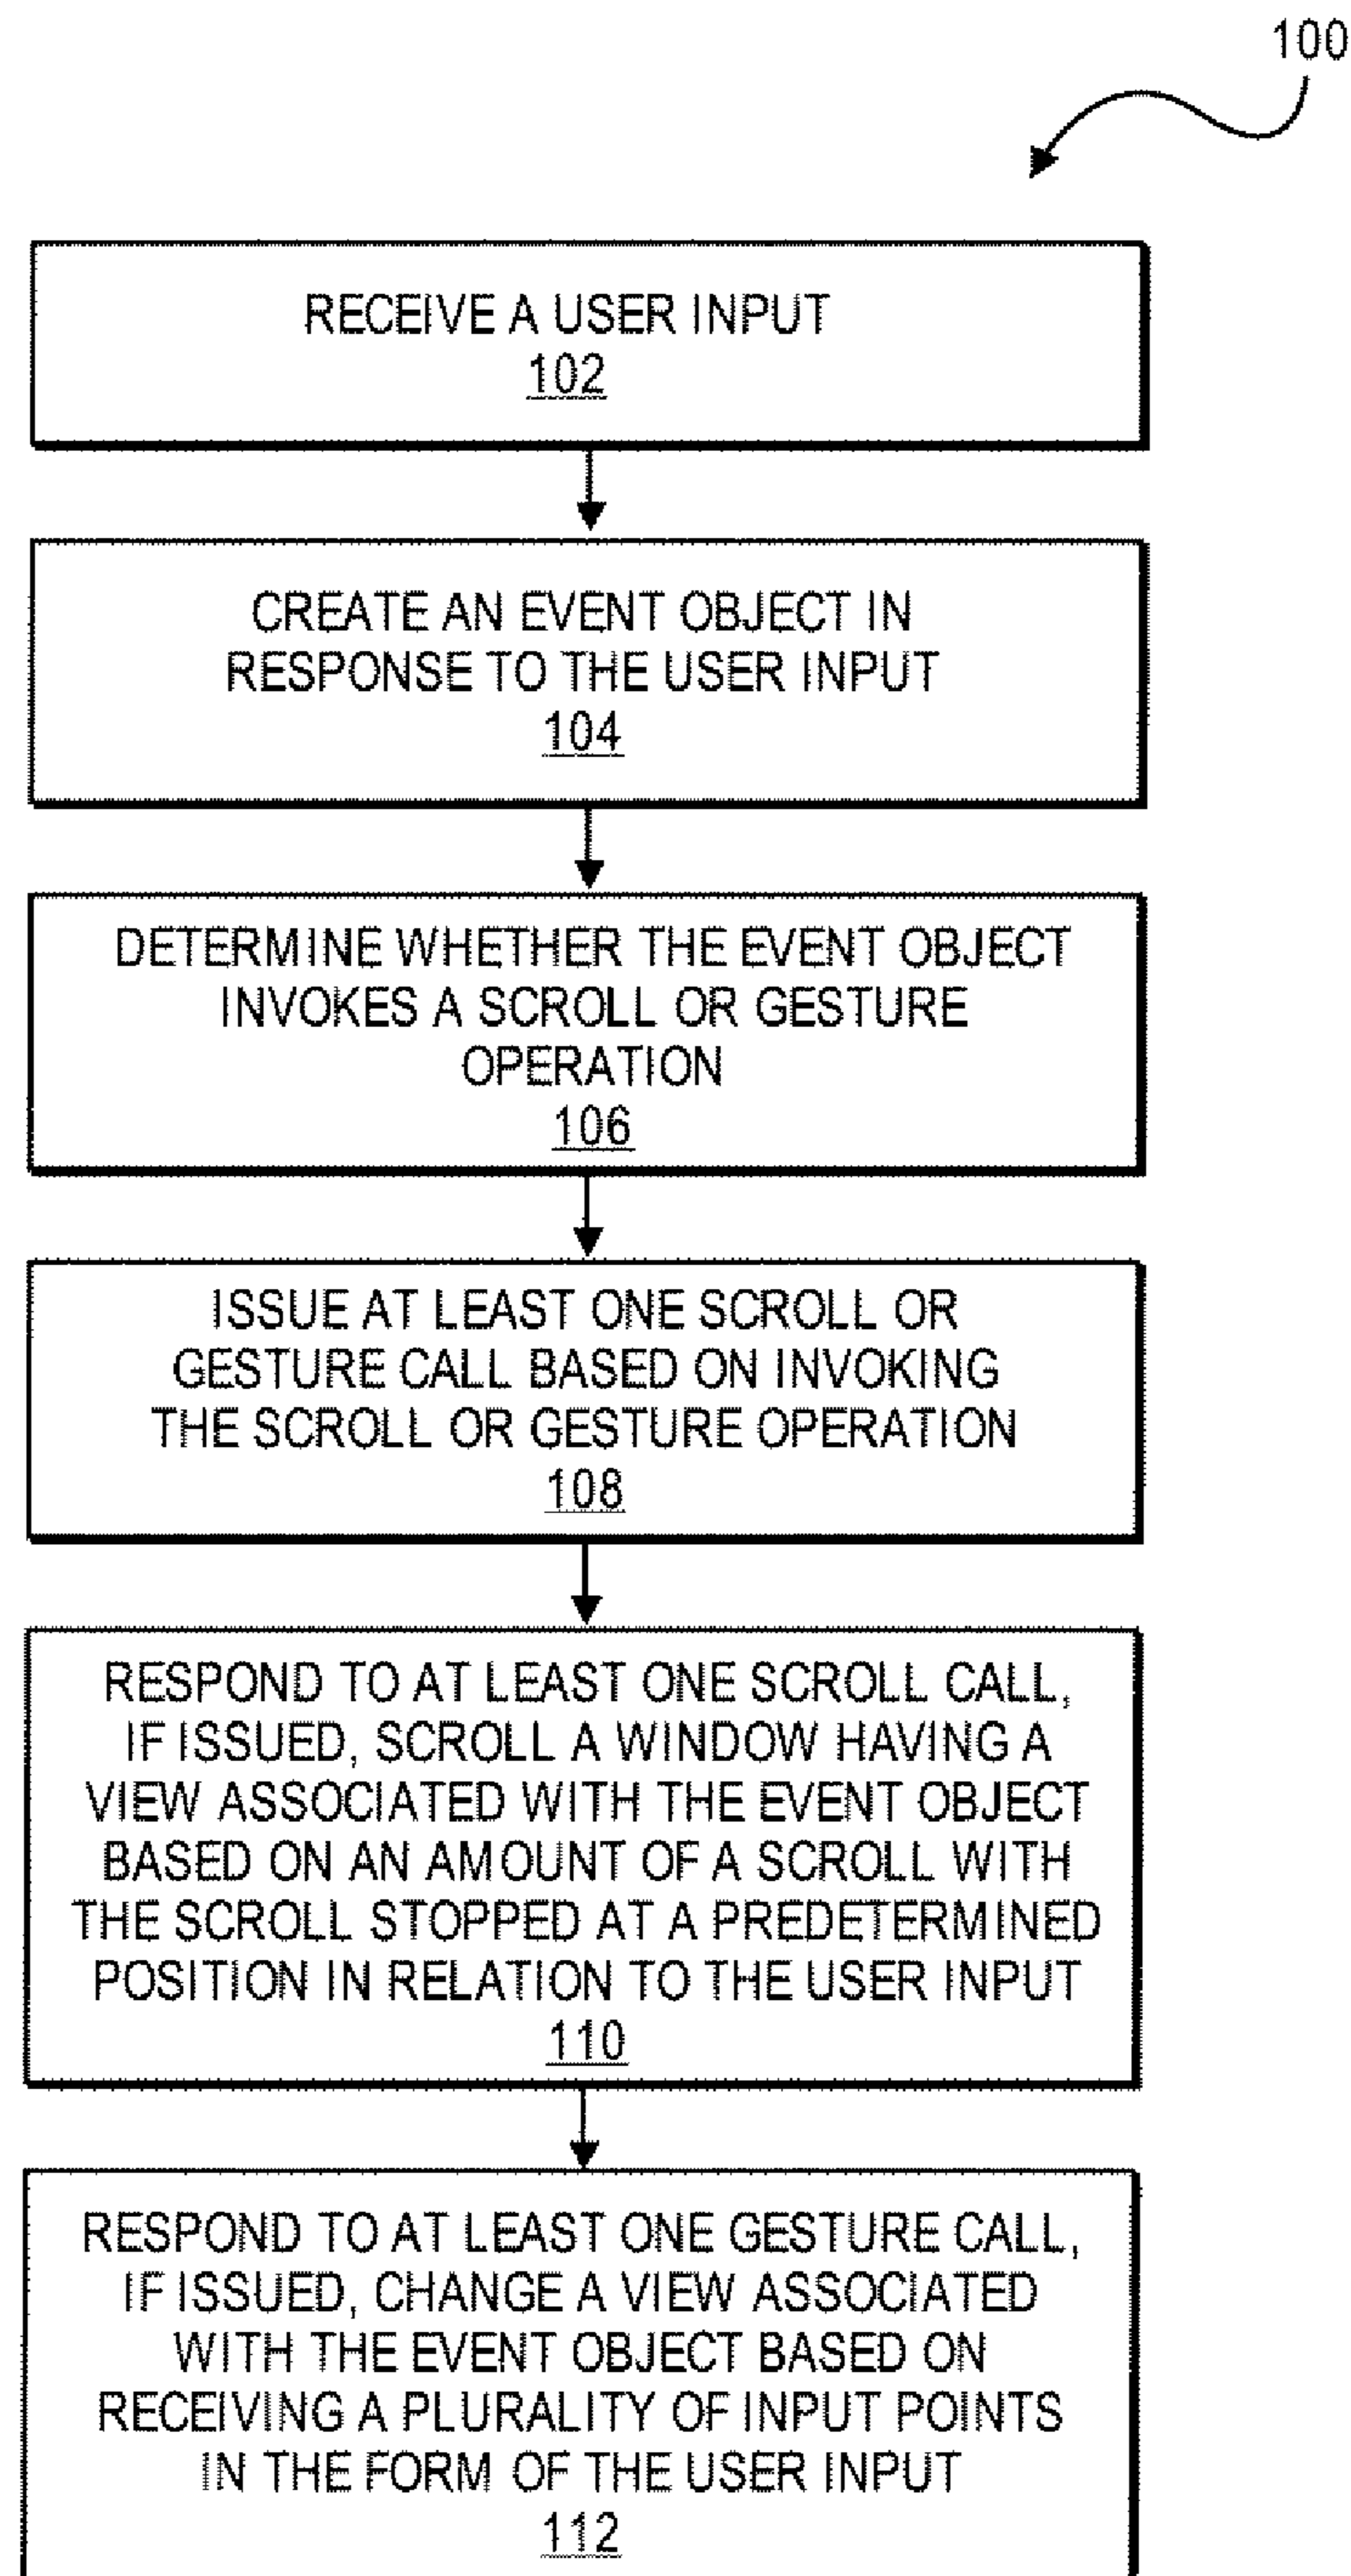 100
RECEIVE A USER INPUT
102
CREATE AN EVENT OBJECT IN
RESPONSE TO THE USER INPUT
104
DETERMINE WHETHER THE EVENT OBJECT
INVOKES A SCROLL OR GESTURE
OPERATION
106
ISSUE AT LEAST ONE SCROLL OR
GESTURE CALL BASED ON INVOKING
THE SCROLL OR GESTURE OPERATION
108
RESPOND TO AT LEAST ONE SCROLL CALL,
IF ISSUED, SCROLL A WINDOW HAVING A
VIEW ASSOCIATED WITH THE EVENT OBJECT
BASED ON AN AMOUNT OF A SCROLL WITH
THE SCROLL STOPPED AT A PREDETERMINED
POSITION IN RELATION TO THE USER INPUT
110
RESPOND TO AT LEAST ONE GESTURE CALL,
IF ISSUED, CHANGE A VIEW ASSOCIATED
WITH THE EVENT OBJECT BASED ON
RECEIVING A PLURALITY OF INPUT POINTS
IN THE FORM OF THE USER INPUT
112